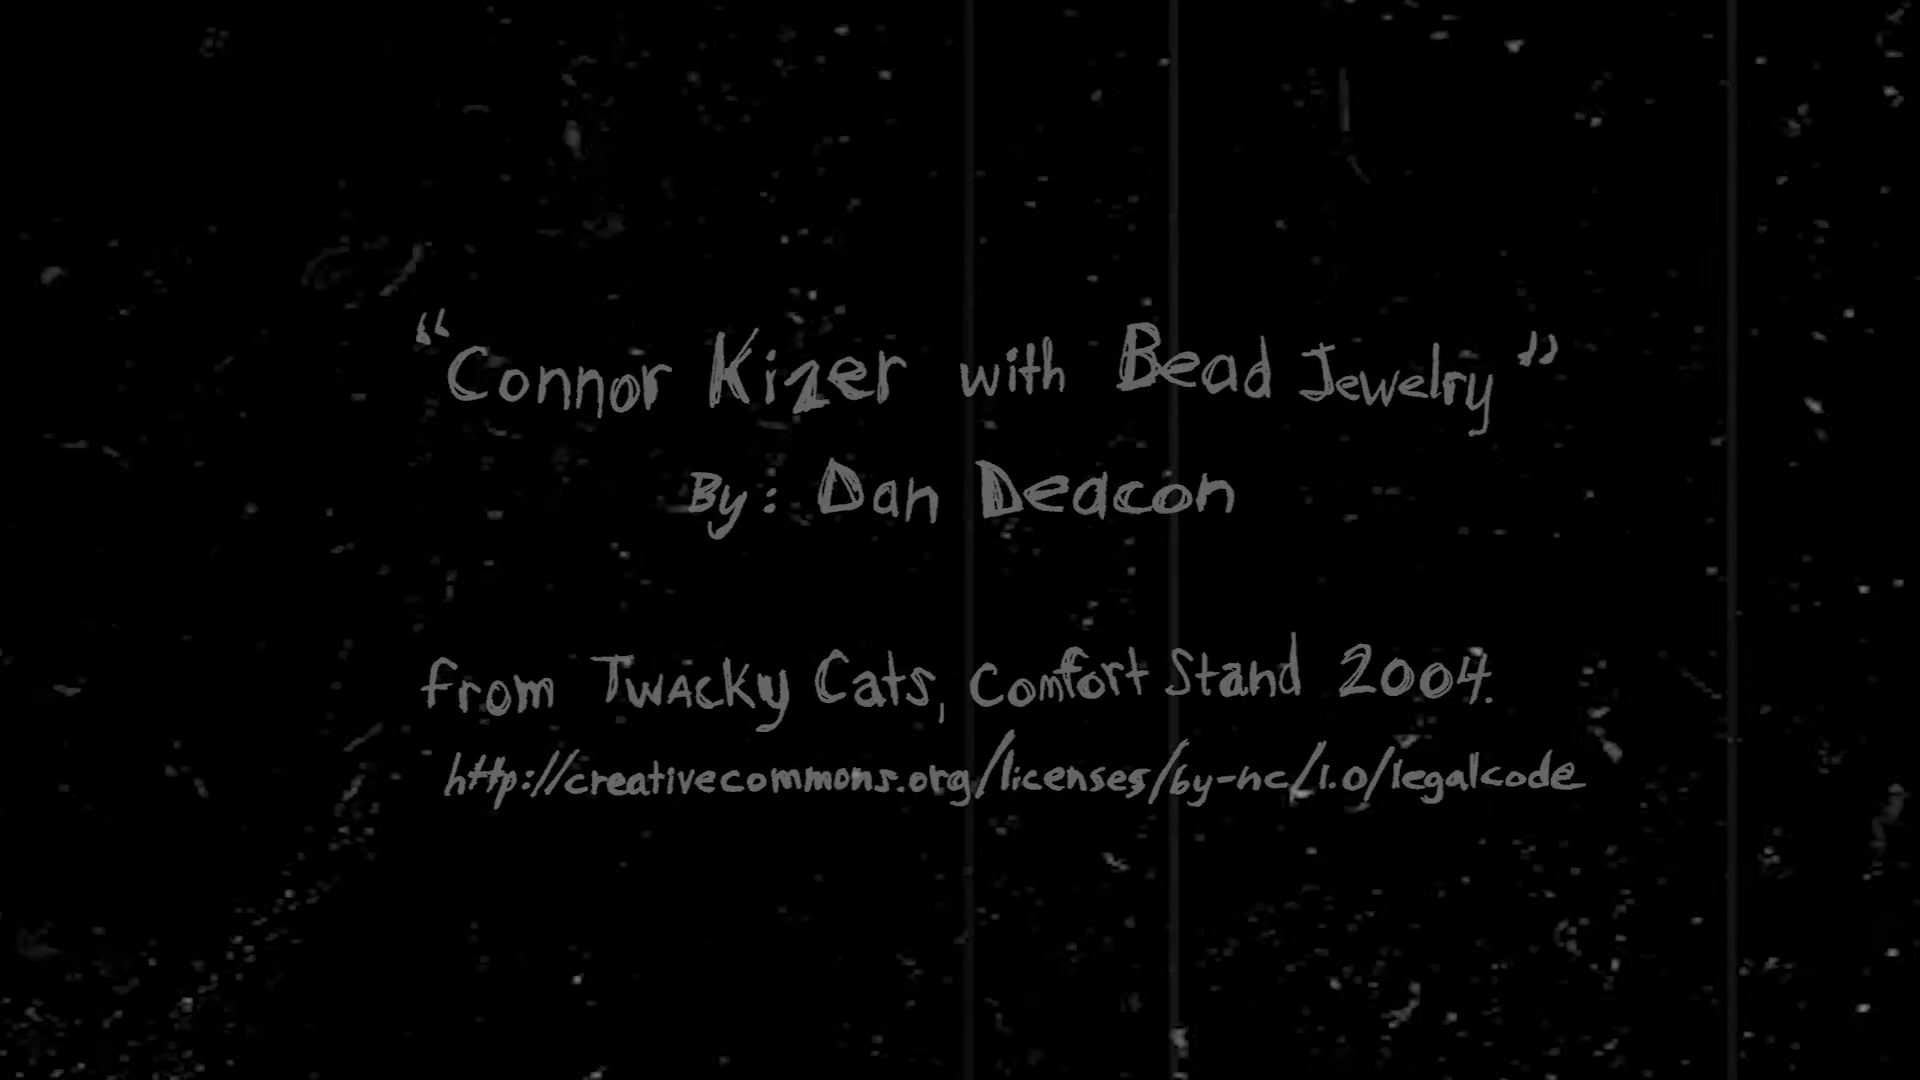 "Connor Kizer with Bead Jewelry"
By: Dan Deacon
from Twacky Cats, Comfort Stand 2004.
http://creativecommons.org/licenses/by-nc/1.0/legalcode